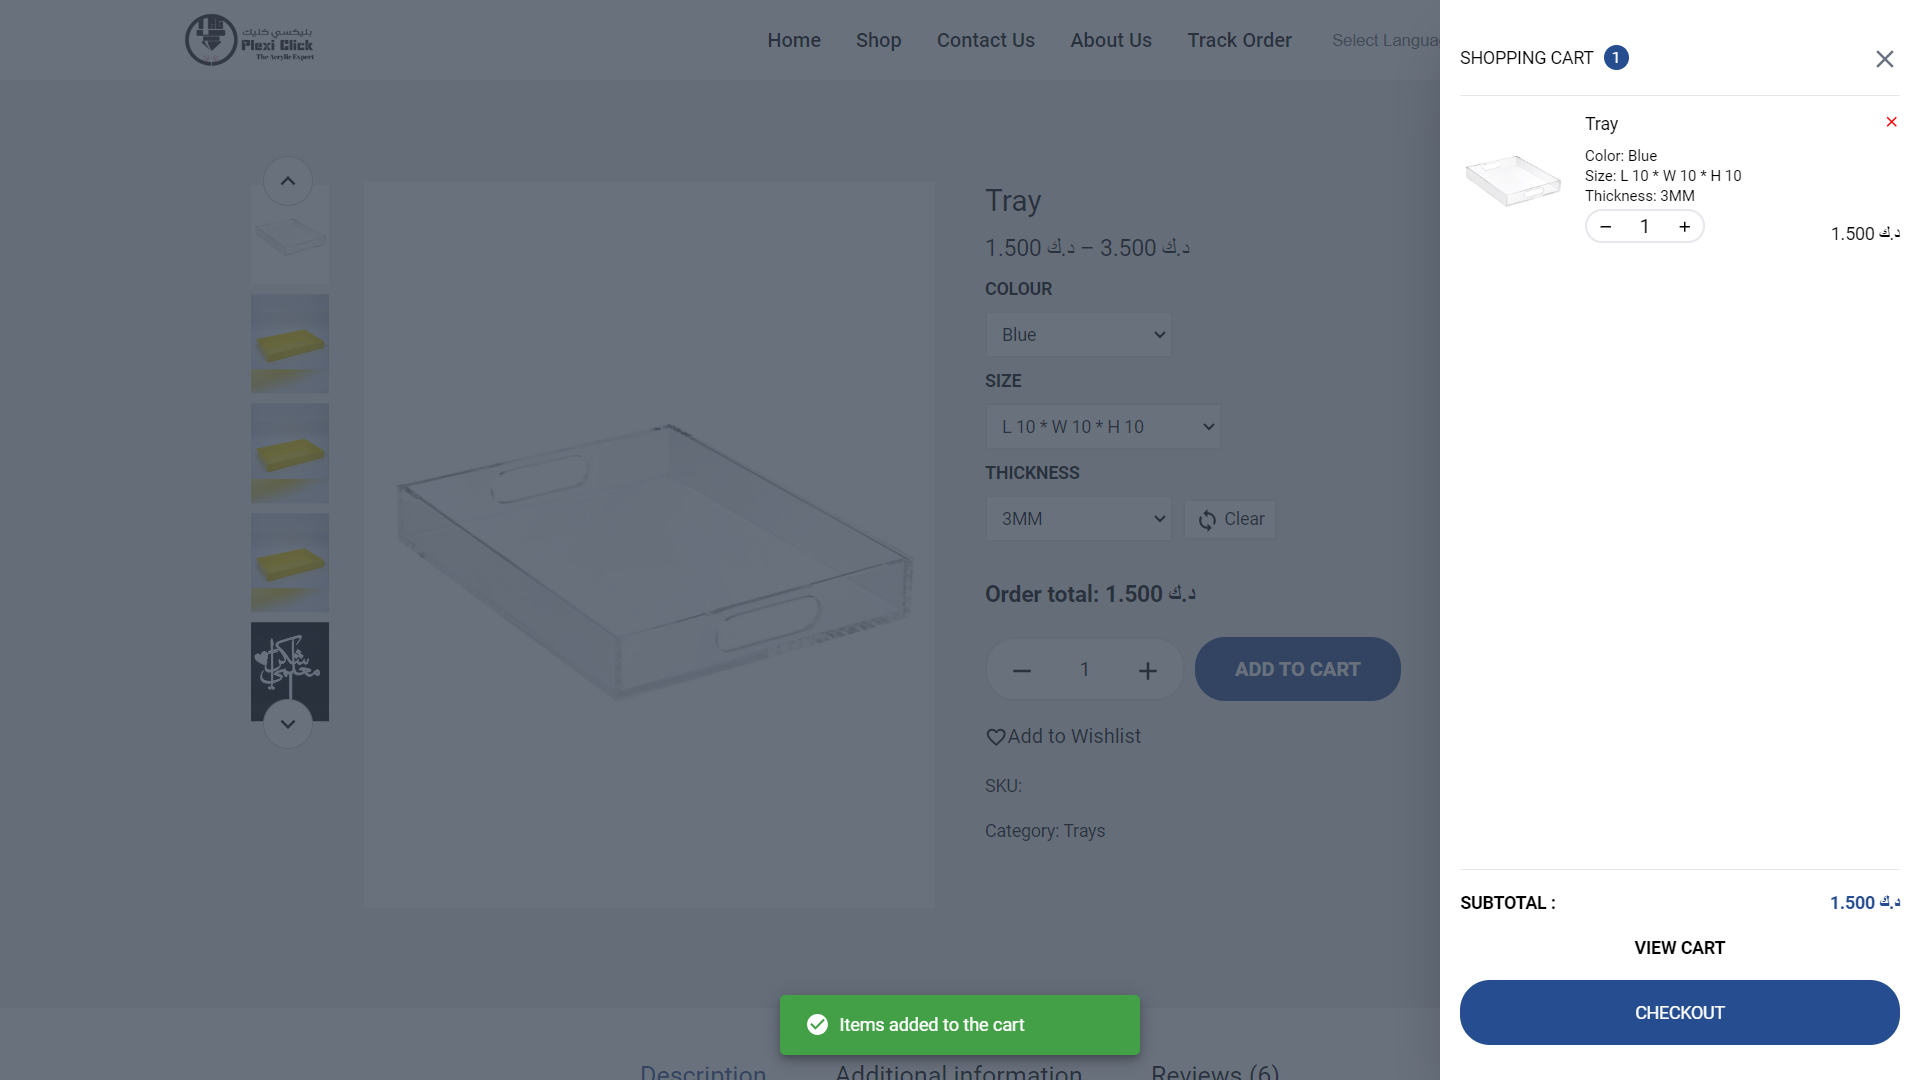 بليكسي كليك
Plexi Click
The Acrylic Expert
Home
Shop
Contact Us
About Us
Track Order
Tray
1.500 د.ك – 3.500 د.ك
COLOUR
Blue
SIZE
L 10 * W 10 * H 10
THICKNESS
3MM
Clear
Order total: 1.500 د.ك
1
ADD TO CART
Add to Wishlist
SKU:
Category: Trays
شكرا
معلمي
Items added to the cart
Description
Additional information
Reviews (6)
SHOPPING CART 1
Tray
Color: Blue
Size: L 10 * W 10 * H 10
Thickness: 3MM
1
1.500 د.ك
SUBTOTAL :
1.500 د.ك
VIEW CART
CHECKOUT